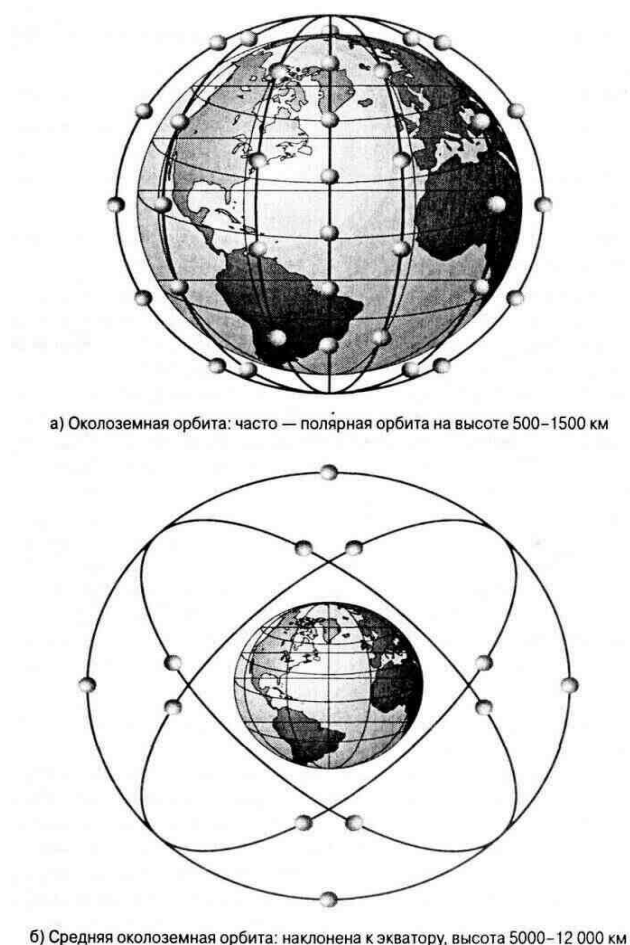 а) Околоземная орбита: часто — полярная орбита на высоте 500–1500 км
б) Средняя околоземная орбита: наклонена к экватору, высота 5000–12 000 км